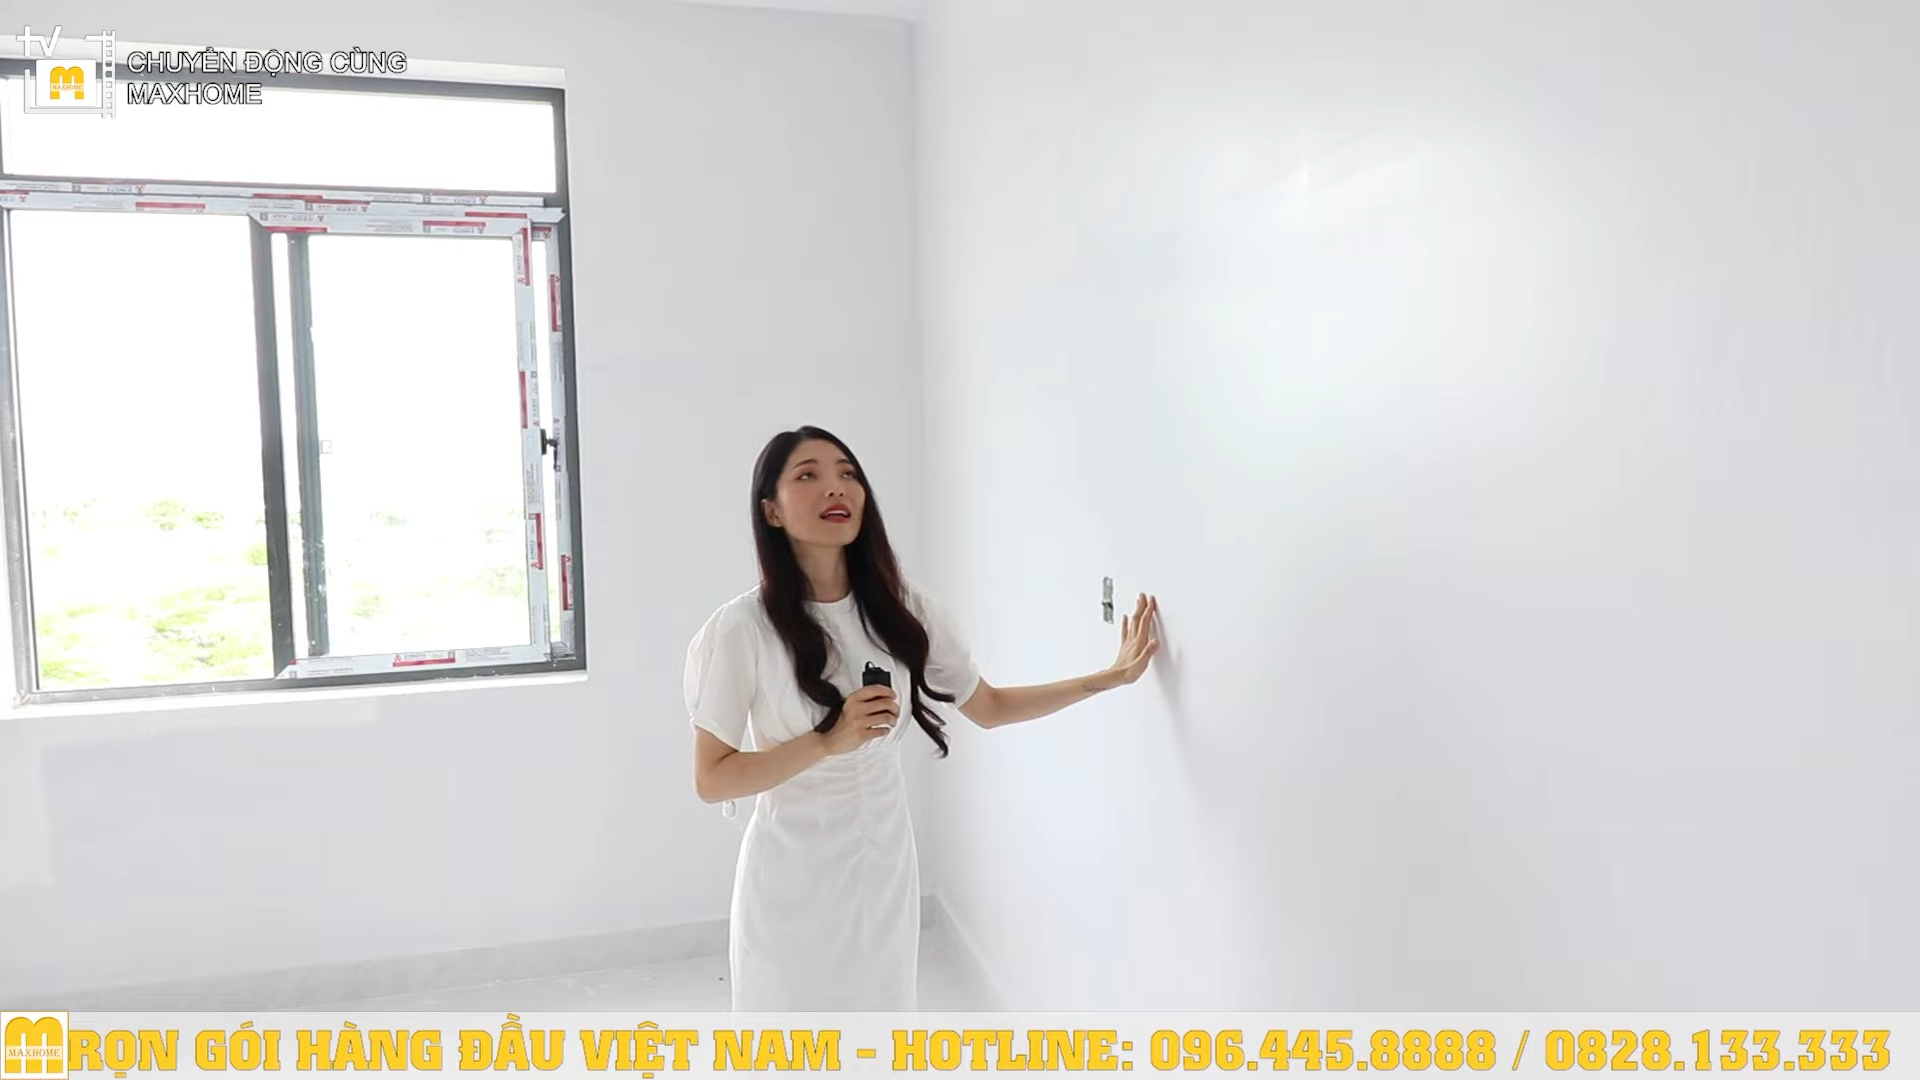 tv
CHUYỂN ĐỘNG CÙNG
MAXHOME
MAXHOME
MAXHOME
RỌN GÓI HÀNG ĐẦU VIỆT NAM - HOTLINE: 096.445.8888 / 0828.133.333